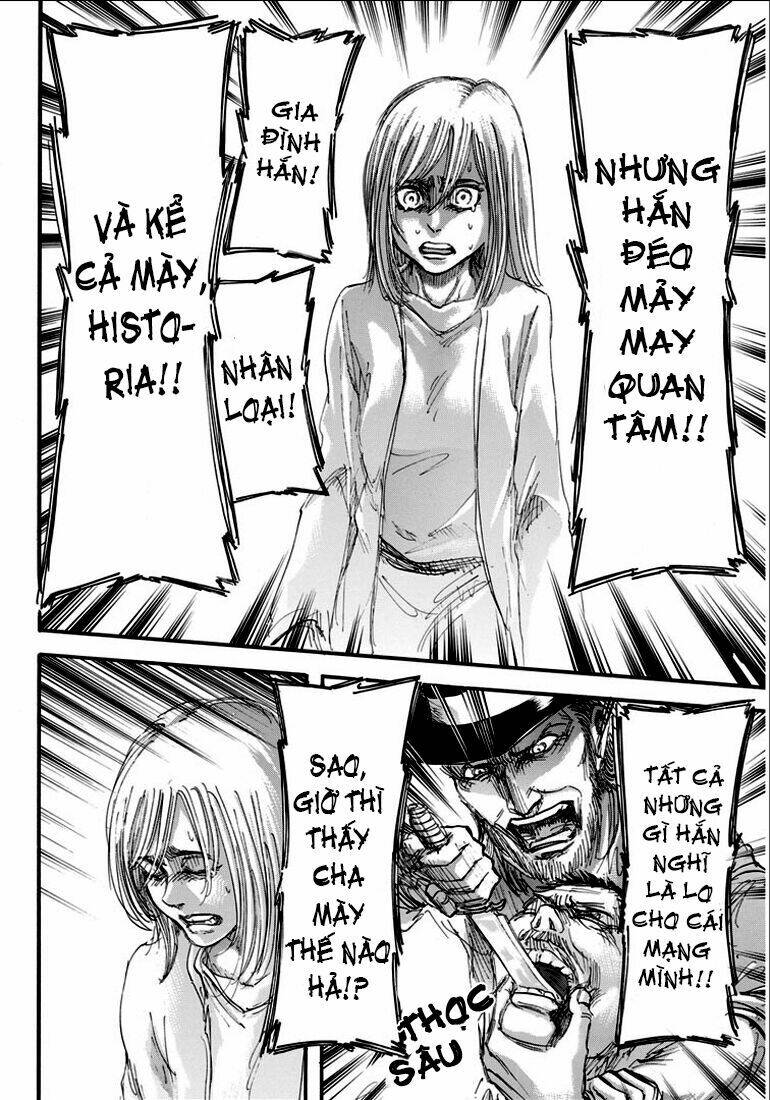 NHƯNG
HẮN
ĐÉO
MẢY
MAY
QUAN
TÂM!!
GIA
ĐÌNH
HẮN!
NHÂN
LOẠI!
VÀ KỂ
CẢ MÀY,
HISTO-
RIA!!
TẤT CẢ
NHƯNG
GÌ HẮN
NGHĨ
LÀ LO
CHO CÁI
MẠNG
MÌNH!!
THỌC
SÂU
SAO,
GIỜ THÌ
THẤY
CHA
MÀY
THẾ NÀO
HẢ!?